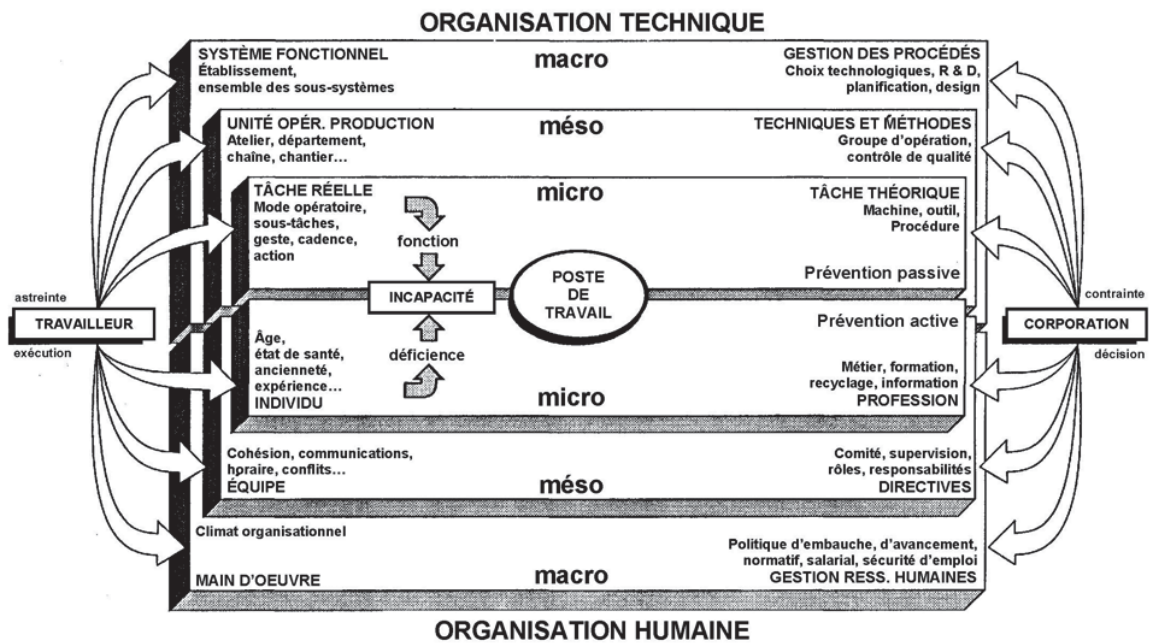 ORGANISATION TECHNIQUE
SYSTÈME FONCTIONNEL
Établissement,
ensemble des sous-systèmes
macro
GESTION DES PROCÉDÉS
Choix technologiques, R & D,
planification, design
UNITÉ OPÉR. PRODUCTION
Atelier, département,
chaîne, chantier...
méso
TECHNIQUES ET MÉTHODES
Groupe d'opération,
contrôle de qualité
TÂCHE RÉELLE
Mode opératoire,
sous-tâches,
geste, cadence,
action
micro
TÂCHE THÉORIQUE
Machine, outil,
Procédure
fonction
Prévention passive
INCAPACITÉ
POSTE
DE
TRAVAIL
astreinte
TRAVAILLEUR
exécution
contrainte
CORPORATION
décision
Prévention active
déficience
Âge,
état de santé,
ancienneté,
expérience...
INDIVIDU
micro
Métier, formation,
recyclage, information
PROFESSION
Cohésion, communications,
horaire, conflits...
ÉQUIPE
méso
Comité, supervision,
rôles, responsabilités
DIRECTIVES
Climat organisationnel
MAIN D'OEUVRE
macro
Politique d'embauche, d'avancement,
normatif, salarial, sécurité d'emploi
GESTION RESS. HUMAINES
ORGANISATION HUMAINE